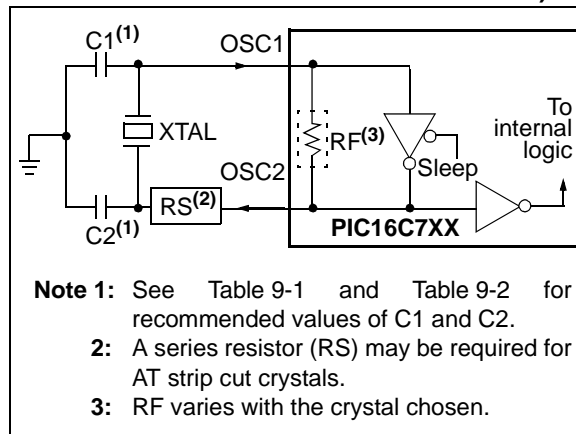 C1(1)
OSC1
XTAL
RF(3)
To
internal
logic
OSC2
Sleep
RS(2)
C2(1)
PIC16C7XX
Note 1: See Table 9-1 and Table 9-2 for
recommended values of C1 and C2.
2: A series resistor (RS) may be required for
AT strip cut crystals.
3: RF varies with the crystal chosen.